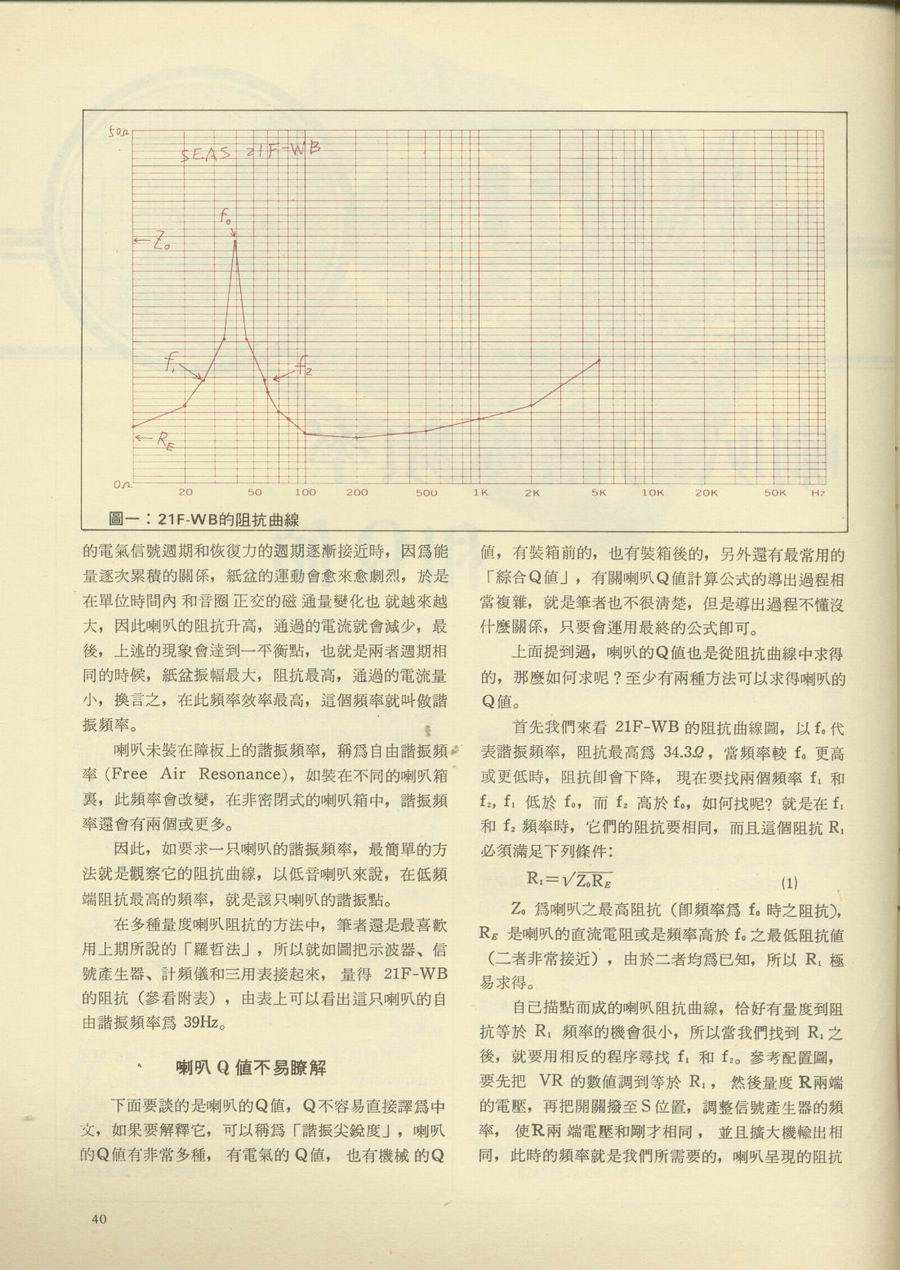 50Ω
SEAS 21F-WB
f₀
←Z₀
f₁
f₂
←R_E
0Ω
20 50 100 200 500 1K 2K 5K 10K 20K 50K Hz
圖一：21F-WB的阻抗曲線
的電氣信號週期和恢復力的週期逐漸接近時，因爲能
量逐次累積的關係，紙盆的運動會愈來愈劇烈，於是
在單位時間內 和音圈 正交的磁 通量變化也 就越來越
大，因此喇叭的阻抗升高，通過的電流就會減少，最
後，上述的現象會達到一平衡點，也就是兩者週期相
同的時候，紙盆振幅最大，阻抗最高，通過的電流量
小，換言之，在此頻率效率最高，這個頻率就叫做諧
振頻率。
喇叭未裝在障板上的諧振頻率，稱爲自由諧振頻
率 (Free Air Resonance)，如裝在不同的喇叭箱
裏，此頻率會改變，在非密閉式的喇叭箱中，諧振頻
率還會有兩個或更多。
因此，如要求一只喇叭的諧振頻率，最簡單的方
法就是觀察它的阻抗曲線，以低音喇叭來說，在低頻
端阻抗最高的頻率，就是該只喇叭的諧振點。
在多種量度喇叭阻抗的方法中，筆者還是最喜歡
用上期所說的「羅哲法」，所以就如圖把示波器、信
號產生器、計頻儀和三用表接起來， 量得 21F-WB
的阻抗（參看附表），由表上可以看出這只喇叭的自
由諧振頻率爲 39Hz。
喇叭 Q 值不易瞭解
下面要談的是喇叭的Q值，Q不容易直接譯爲中
文，如果要解釋它，可以稱爲「諧振尖銳度」，喇叭
的Q值有非常多種， 有電氣的 Q值， 也有機械 的Q
值，有裝箱前的，也有裝箱後的，另外還有最常用的
「綜合Q值」，有關喇叭Q值計算公式的導出過程相
當複雜，就是筆者也不很清楚，但是導出過程不懂沒
什麼關係，只要會運用最終的公式卽可。
上面提到過，喇叭的Q值也是從阻抗曲線中求得
的，那麼如何求呢？至少有兩種方法可以求得喇叭的
Q值。
首先我們來看 21F-WB 的阻抗曲線圖，以 f₀ 代
表諧振頻率，阻抗最高爲 34.3Ω，當頻率較 f₀ 更高
或更低時，阻抗卽會下降， 現在要找兩個頻率 f₁ 和
f₂，f₁ 低於 f₀，而 f₂ 高於 f₀，如何找呢？就是在 f₁
和 f₂ 頻率時，它們的阻抗要相同，而且這個阻抗 R₁
必須滿足下列條件：
R₁＝√Z₀R_E (1)
Z₀ 爲喇叭之最高阻抗（卽頻率爲 f₀ 時之阻抗），
R_E 是喇叭的直流電阻或是頻率高於 f₀ 之最低阻抗値
（二者非常接近），由於二者均爲已知，所以 R₁ 極
易求得。
自己描點而成的喇叭阻抗曲線，恰好有量度到阻
抗等於 R₁ 頻率的機會很小，所以當我們找到 R₁ 之
後，就要用相反的程序尋找 f₁ 和 f₂。參考配置圖，
要先把 VR 的數值調到等於 R₁， 然後量度 R兩端
的電壓，再把開關撥至S位置，調整信號產生器的頻
率， 使R兩 端電壓和剛才相同， 並且擴大機輸出相
同，此時的頻率就是我們所需要的，喇叭呈現的阻抗
40